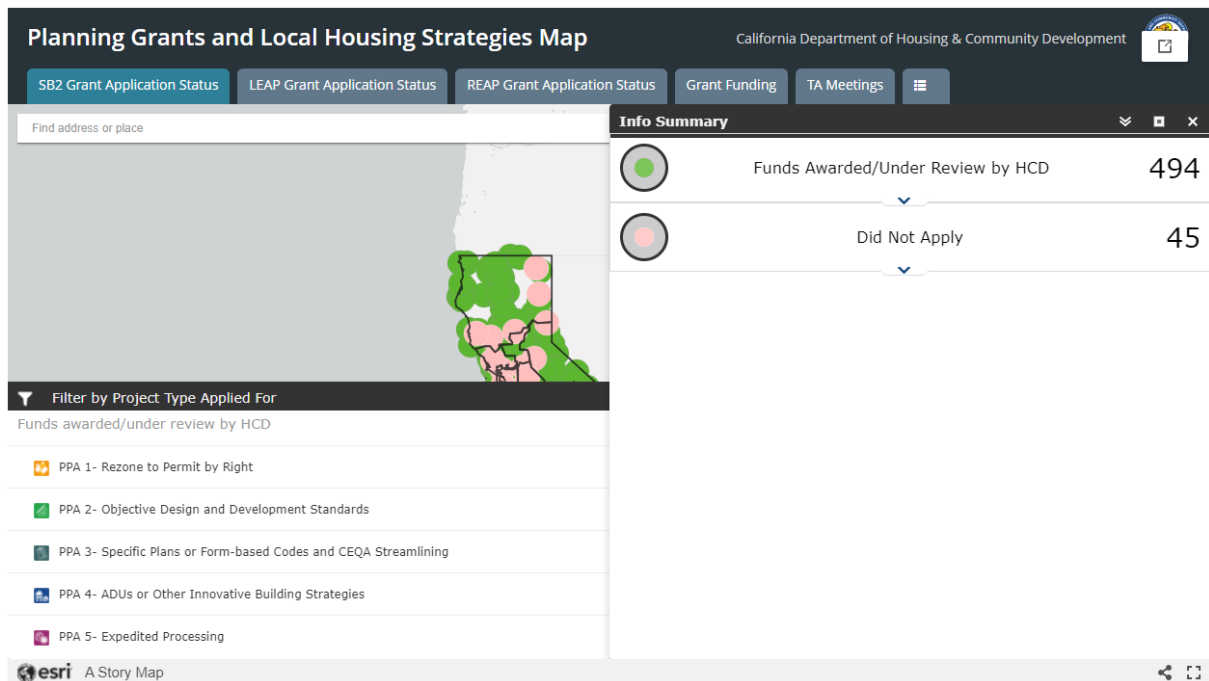 Planning Grants and Local Housing Strategies Map
California Department of Housing & Community Development
SB2 Grant Application Status
LEAP Grant Application Status
REAP Grant Application Status
Grant Funding
TA Meetings
Find address or place
Info Summary
Funds Awarded/Under Review by HCD
494
Did Not Apply
45
Filter by Project Type Applied For
Funds awarded/under review by HCD
PPA 1- Rezone to Permit by Right
PPA 2- Objective Design and Development Standards
PPA 3- Specific Plans or Form-based Codes and CEQA Streamlining
PPA 4- ADUs or Other Innovative Building Strategies
PPA 5- Expedited Processing
esri A Story Map